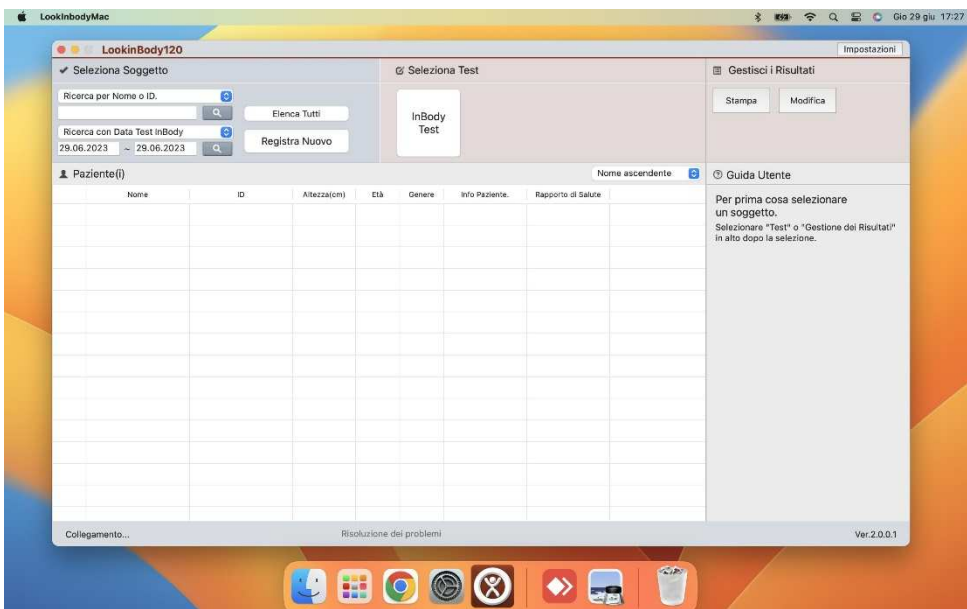 LookInbodyMac
Gio 29 giu 17:27
LookinBody120
Impostazioni
Seleziona Soggetto
Seleziona Test
Gestisci i Risultati
Ricerca per Nome o ID.
Elenca Tutti
Ricerca con Data Test InBody
29.06.2023 ~ 29.06.2023
Registra Nuovo
InBody
Test
Stampa
Modifica
Paziente(i)
Nome ascendente
Guida Utente
Nome
ID
Altezza(cm)
Età
Genere
Info Paziente.
Rapporto di Salute
Per prima cosa selezionare
un soggetto.
Selezionare "Test" o "Gestione dei Risultati"
in alto dopo la selezione.
Collegamento...
Risoluzione dei problemi
Ver.2.0.0.1